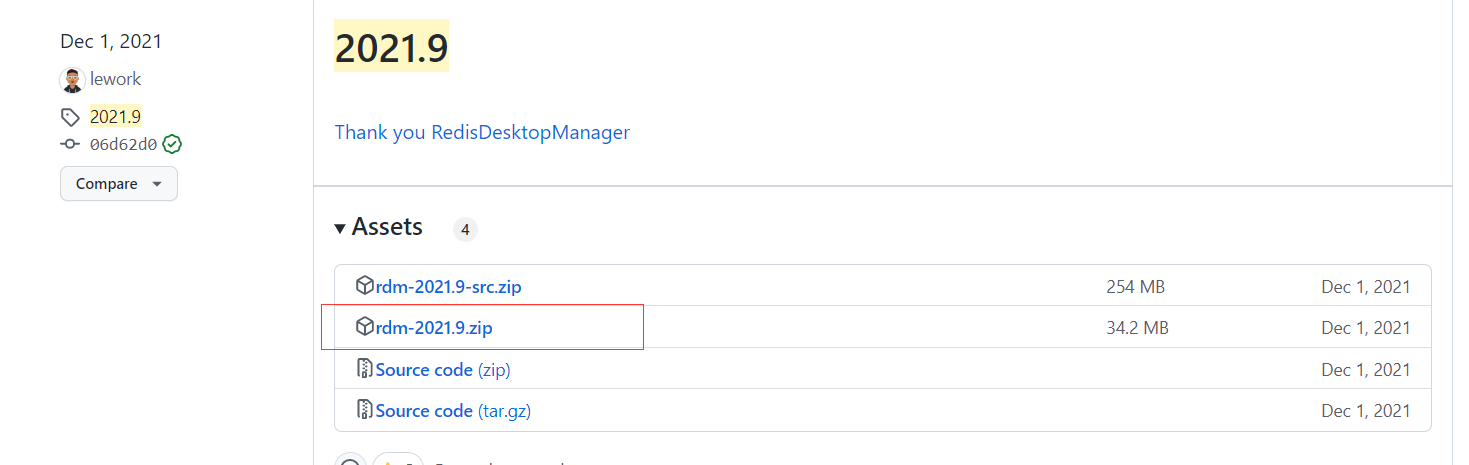 Dec 1, 2021
lework
2021.9
06d62d0
Compare
2021.9
Thank you RedisDesktopManager
Assets 4
rdm-2021.9-src.zip 254 MB Dec 1, 2021
rdm-2021.9.zip 34.2 MB Dec 1, 2021
Source code (zip) Dec 1, 2021
Source code (tar.gz) Dec 1, 2021